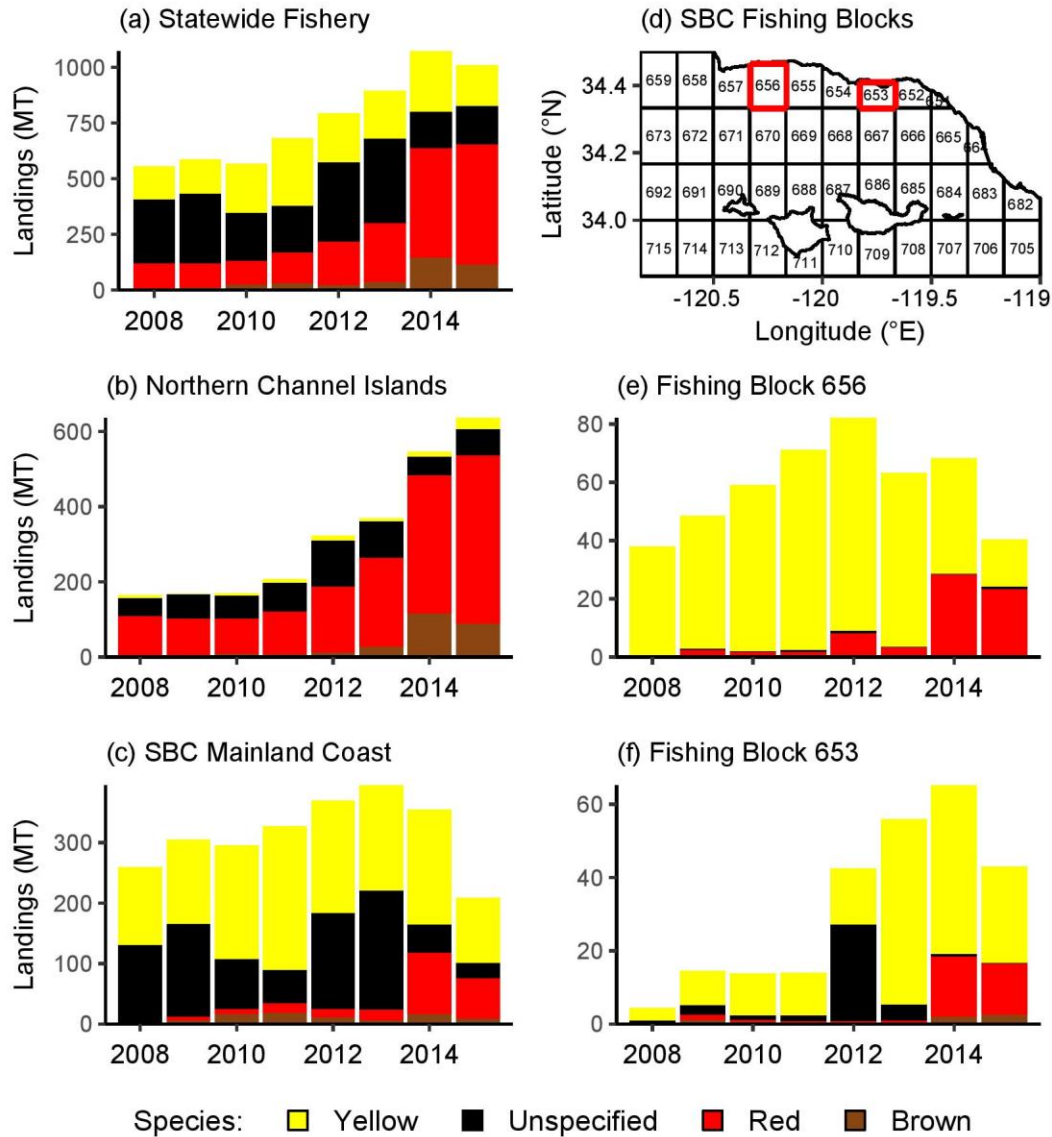 (a) Statewide Fishery
Landings (MT)
1000
750
500
250
0
2008 2010 2012 2014
(d) SBC Fishing Blocks
Latitude (°N)
34.4
34.2
34.0
659 658 657 656 655 654 653 652 651
673 672 671 670 669 668 667 666 665 664
692 691 690 689 688 687 686 685 684 683 682
715 714 713 712 711 710 709 708 707 706 705
-120.5 -120 -119.5 -119
Longitude (°E)
(b) Northern Channel Islands
Landings (MT)
600
400
200
0
2008 2010 2012 2014
(e) Fishing Block 656
80
60
40
20
0
2008 2010 2012 2014
(c) SBC Mainland Coast
Landings (MT)
300
200
100
0
2008 2010 2012 2014
(f) Fishing Block 653
60
40
20
0
2008 2010 2012 2014
Species: Yellow Unspecified Red Brown